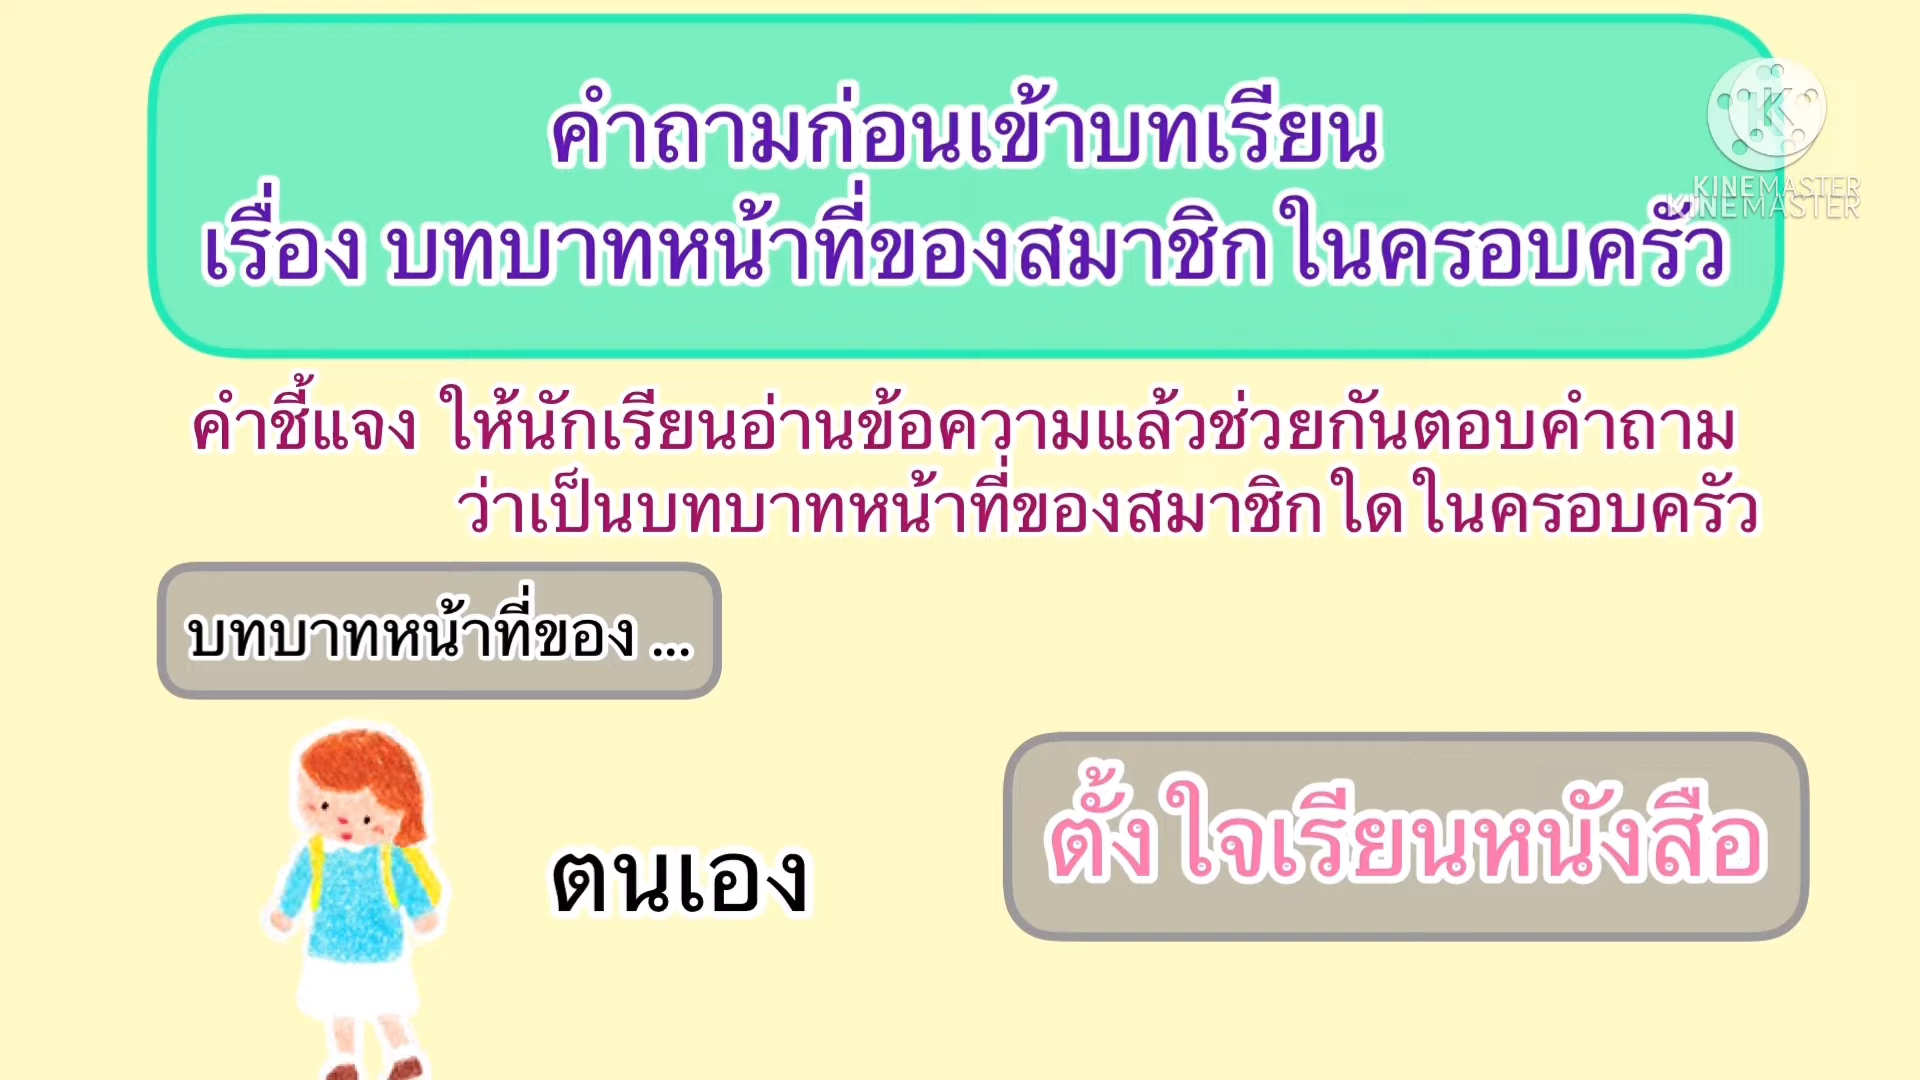 คำถามก่อนเข้าบทเรียน
เรื่อง บทบาทหน้าที่ของสมาชิกในครอบครัว
KINEMASTER
KINEMASTER
คำชี้แจง ให้นักเรียนอ่านข้อความแล้วช่วยกันตอบคำถาม
ว่าเป็นบทบาทหน้าที่ของสมาชิกใดในครอบครัว
บทบาทหน้าที่ของ ...
ตั้งใจเรียนหนังสือ
ตนเอง